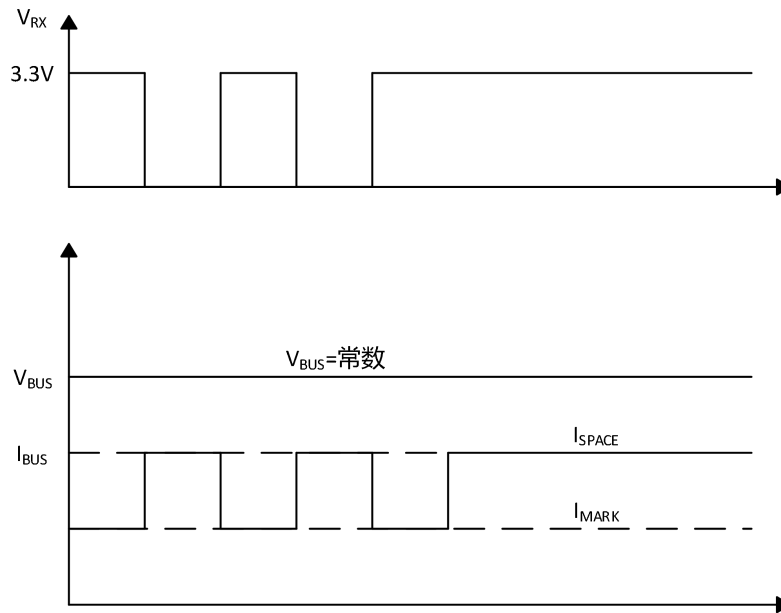 VRX
3.3V
VBUS=常数
VBUS
ISPACE
IBUS
IMARK